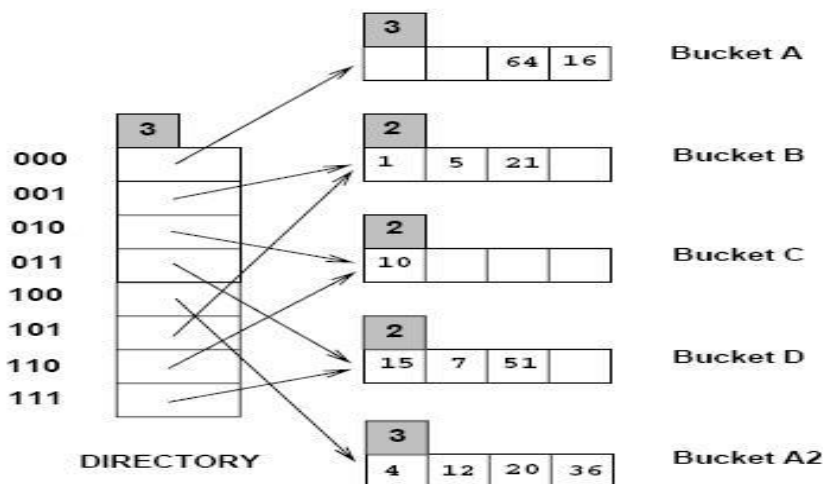 3
64 16 Bucket A
3
2
000
1 5 21 Bucket B
001
2
010
10 Bucket C
011
100
2
101
15 7 51 Bucket D
110
111
3
DIRECTORY
4 12 20 36 Bucket A2